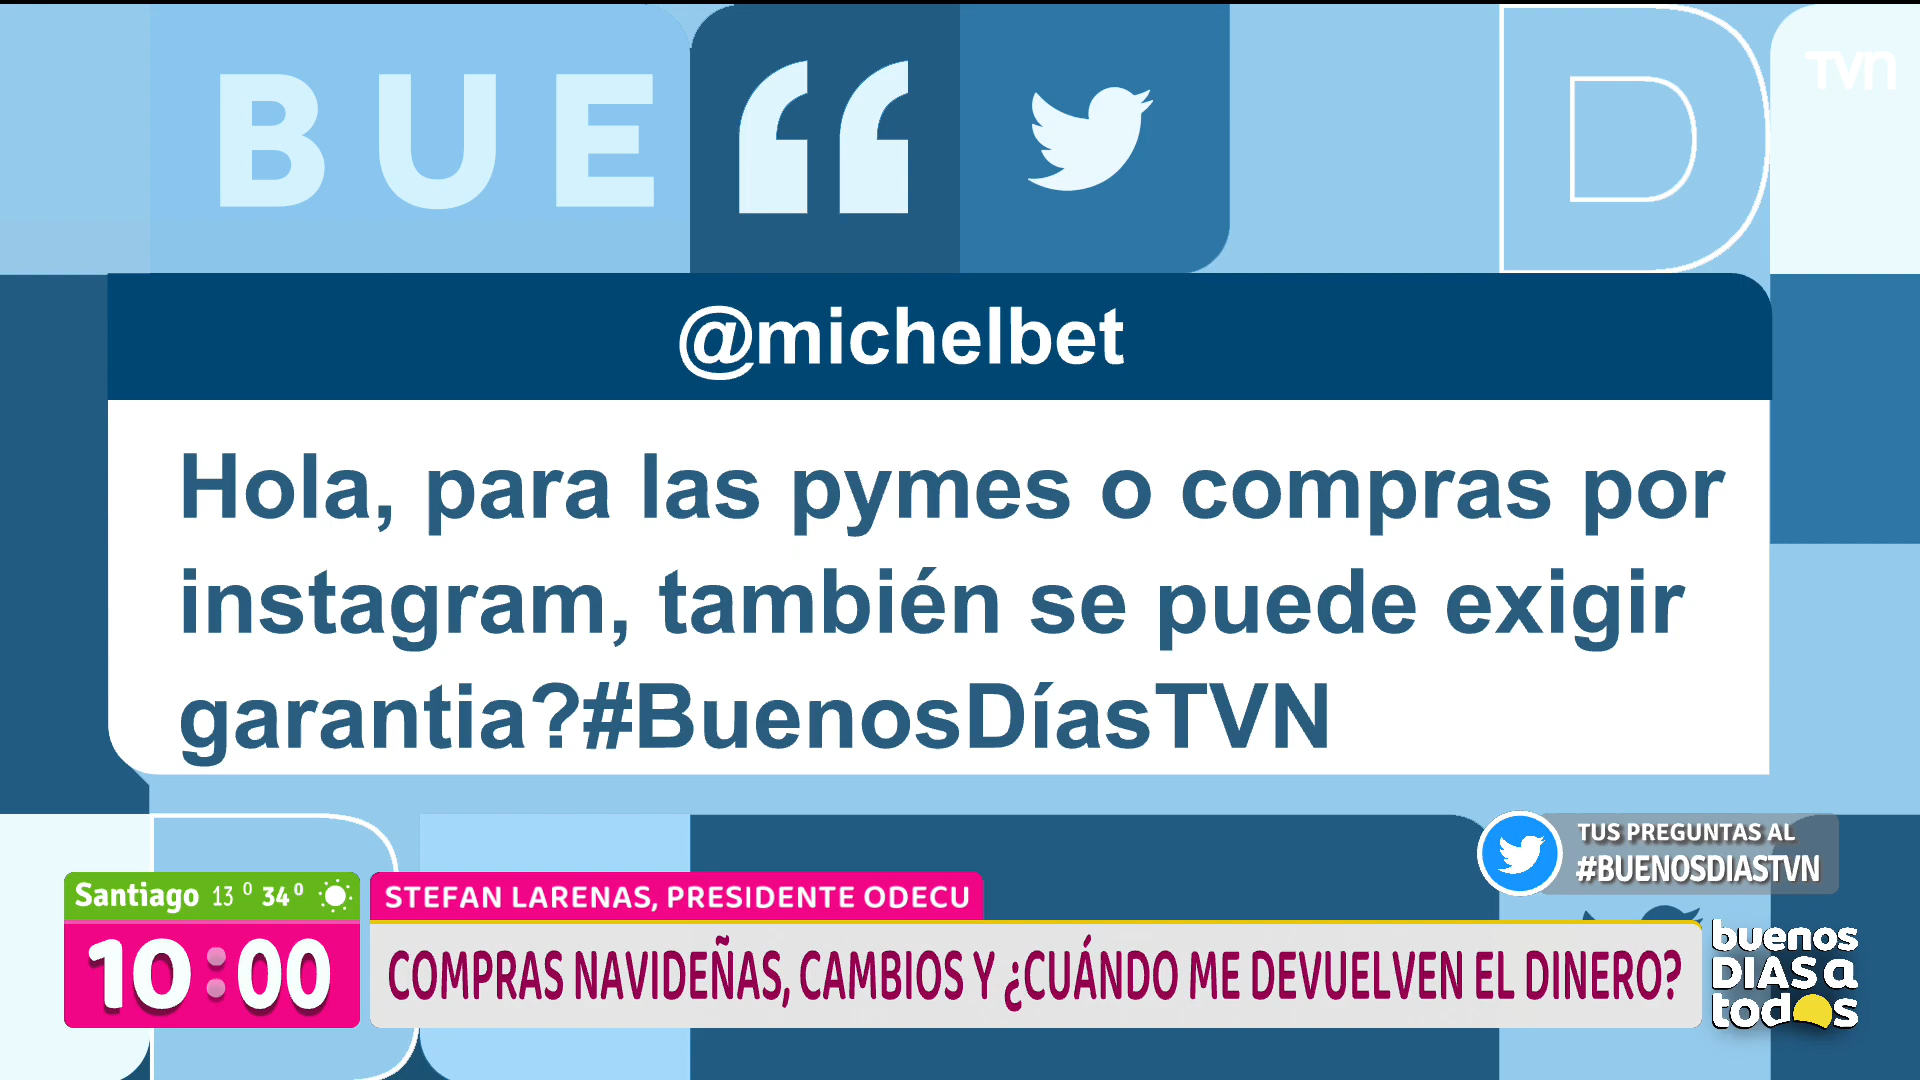 BUE
D
TVN
@michelbet
Hola, para las pymes o compras por
instagram, también se puede exigir
garantia?#BuenosDíasTVN
TUS PREGUNTAS AL
#BUENOSDIASTVN
Santiago 13° 34°
STEFAN LARENAS, PRESIDENTE ODECU
10:00
COMPRAS NAVIDEÑAS, CAMBIOS Y ¿CUÁNDO ME DEVUELVEN EL DINERO?
buenos
DIAS a
todos